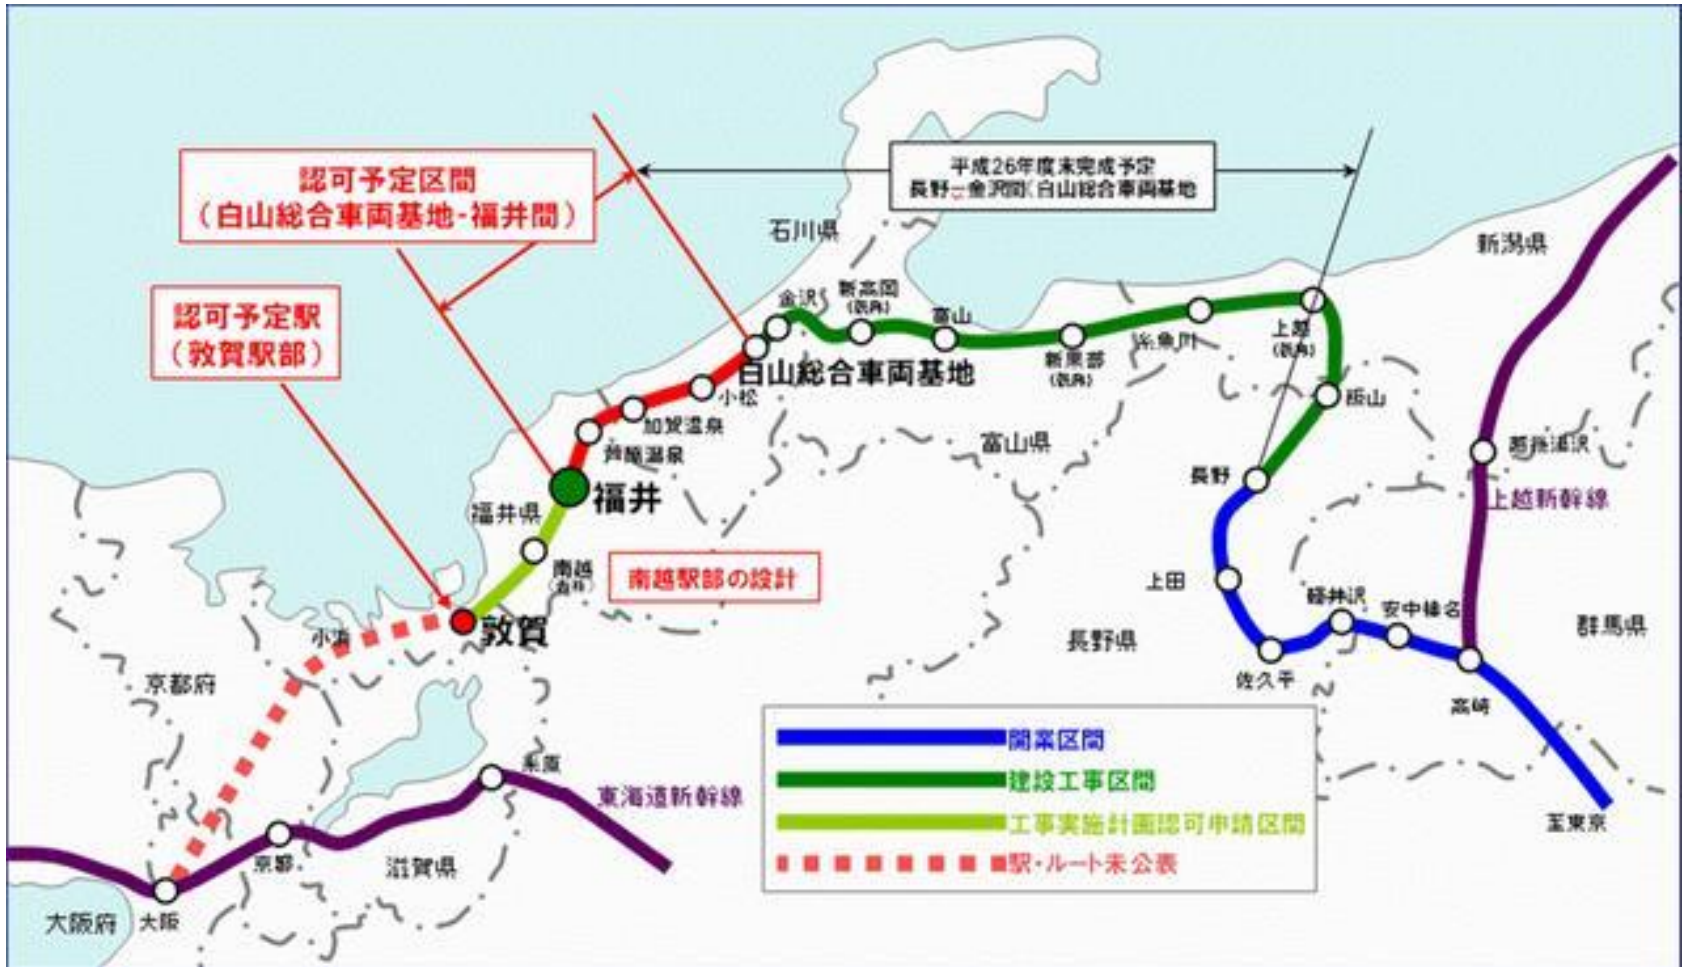 認可予定区間
（白山総合車両基地-福井間）
平成26年度末完成予定
長野～金沢間（白山総合車両基地
認可予定駅
（敦賀駅部）
石川県
新潟県
金沢
新高岡
（仮称）
富山
新黒部
（仮称）
糸魚川
上越
（仮称）
白山総合車両基地
小松
加賀温泉
芦原温泉
富山県
飯山
越後湯沢
上越新幹線
長野
福井
福井県
南越
（仮称）
南越駅部の設計
上田
軽井沢
安中榛名
群馬県
小浜
敦賀
長野県
佐久平
高崎
京都府
米原
東海道新幹線
開業区間
建設工事区間
工事実施計画認可申請区間
駅・ルート未公表
至東京
京都
滋賀県
大阪府
大阪